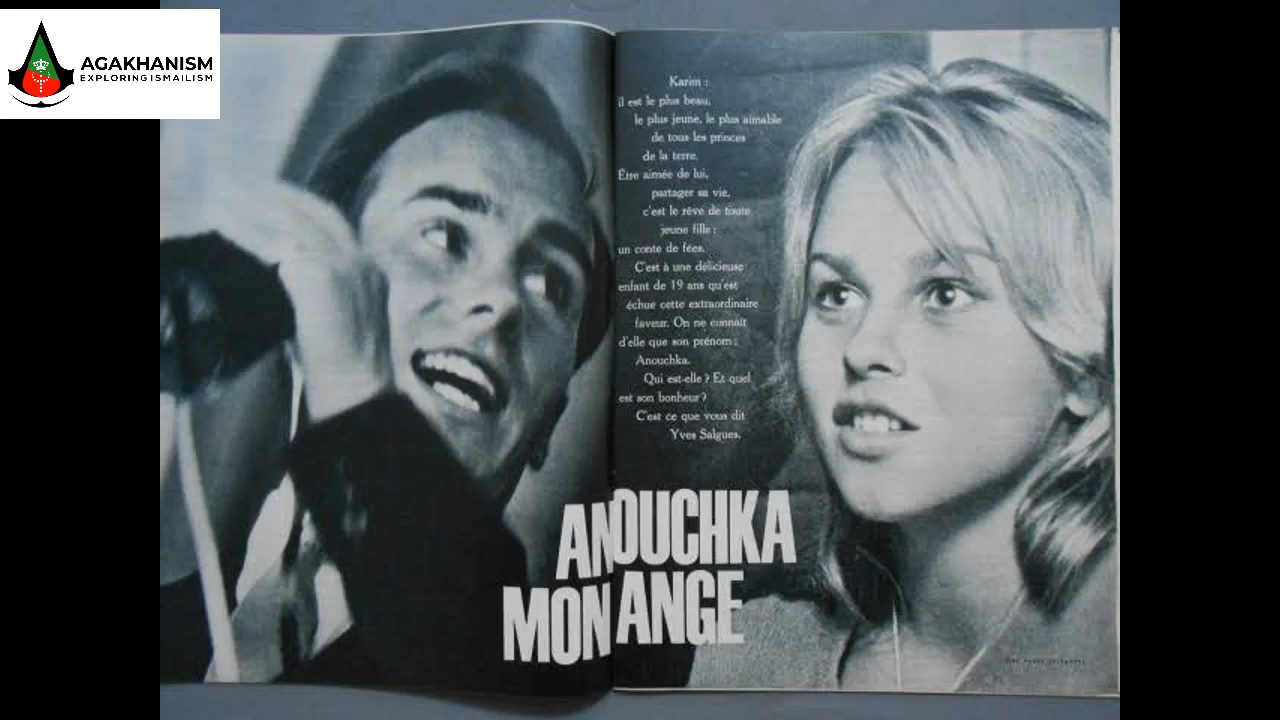 AGAKHANISM
EXPLORING ISMAILISM
Karim :
il est le plus beau,
le plus jeune, le plus aimable
de tous les princes
de la terre.
Être aimée de lui,
partager sa vie,
c'est le rêve de toute
jeune fille :
un conte de fées.
C'est à une délicieuse
enfant de 19 ans qu'est
échue cette extraordinaire
faveur. On ne connaît
d'elle que son prénom :
Anouchka.
Qui est-elle ? Et quel
est son bonheur ?
C'est ce que vous dit
Yves Salgues.
ANOUCHKA
MON ANGE